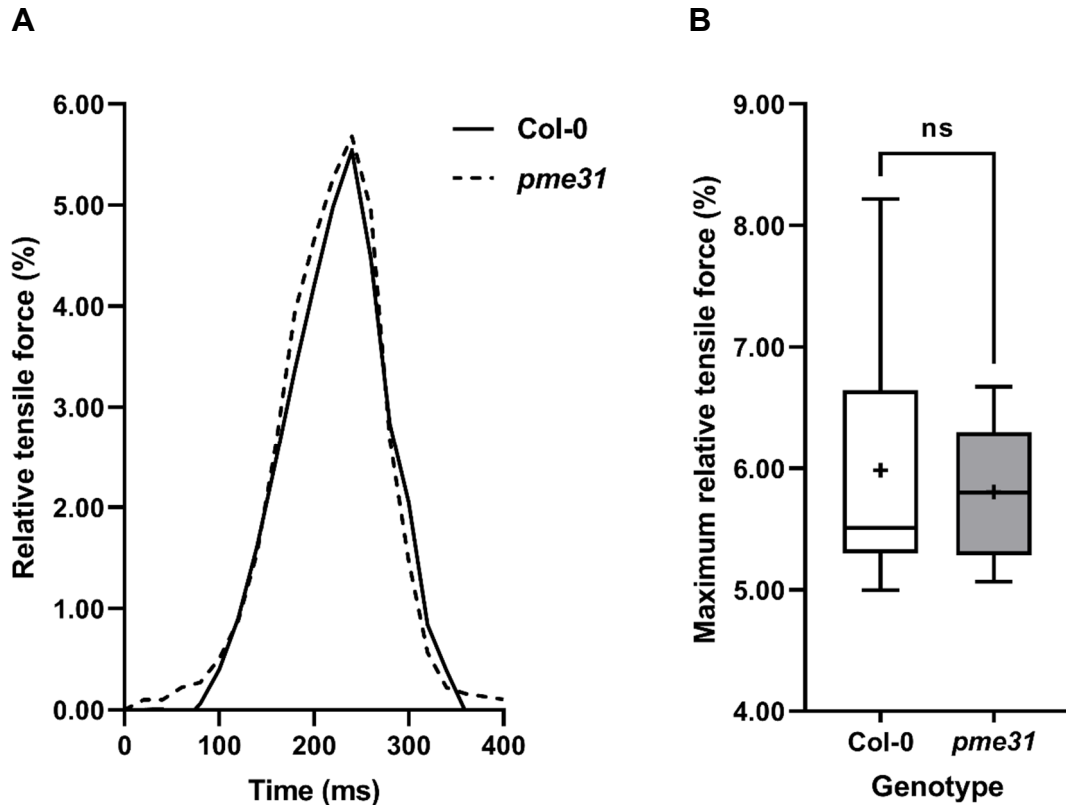 A
Relative tensile force (%)
6.00
5.00
4.00
3.00
2.00
1.00
0.00
0 100 200 300 400
Time (ms)
Col-0
pme31
B
Maximum relative tensile force (%)
9.00
8.00
7.00
6.00
5.00
4.00
ns
Col-0 pme31
Genotype